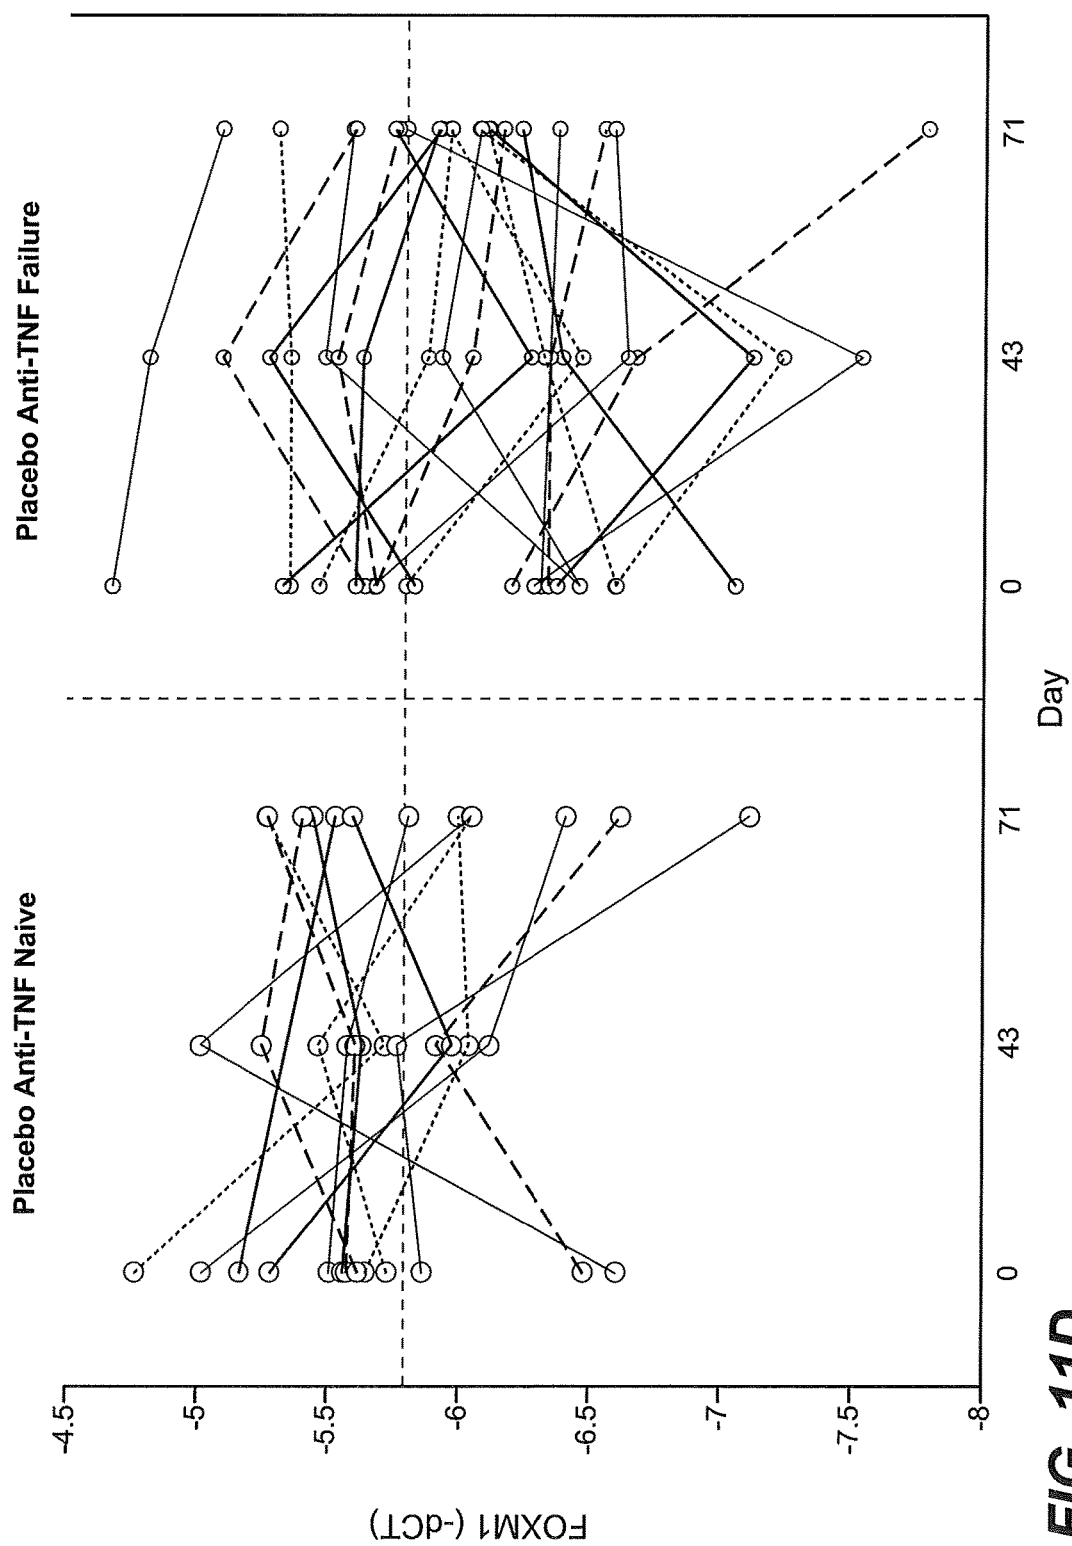 Placebo Anti-TNF Naive
Placebo Anti-TNF Failure
-4.5
-5
-5.5
-6
-6.5
-7
-7.5
-8
FOXM1 (-dCT)
0
43
71
0
43
71
Day
FIG. 11D